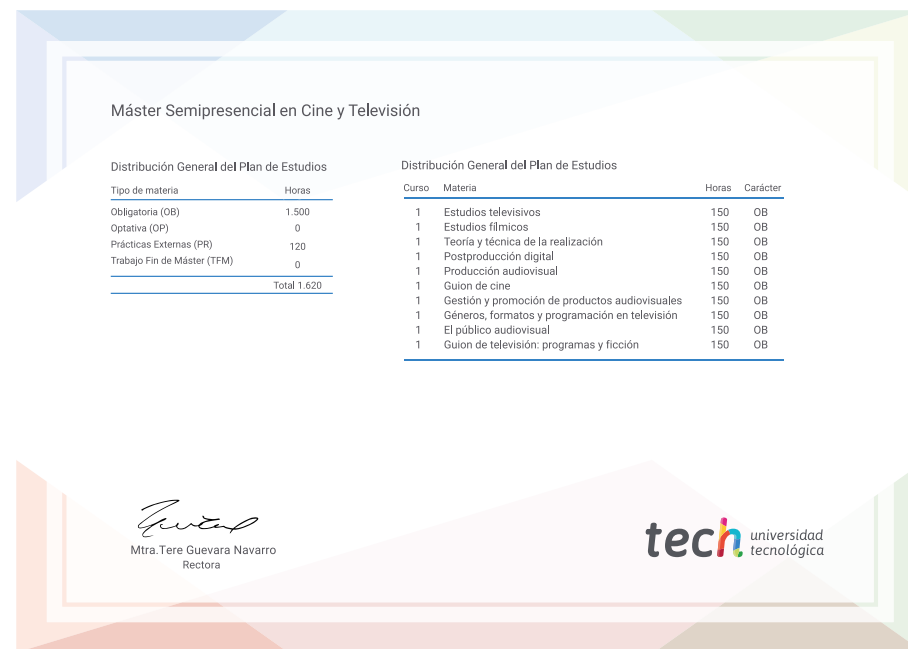 Máster Semipresencial en Cine y Televisión
Distribución General del Plan de Estudios
Tipo de materia Horas
Obligatoria (OB) 1.500
Optativa (OP) 0
Prácticas Externas (PR) 120
Trabajo Fin de Máster (TFM) 0
Total 1.620
Distribución General del Plan de Estudios
Curso Materia Horas Carácter
1 Estudios televisivos 150 OB
1 Estudios fílmicos 150 OB
1 Teoría y técnica de la realización 150 OB
1 Postproducción digital 150 OB
1 Producción audiovisual 150 OB
1 Guion de cine 150 OB
1 Gestión y promoción de productos audiovisuales 150 OB
1 Géneros, formatos y programación en televisión 150 OB
1 El público audiovisual 150 OB
1 Guion de televisión: programas y ficción 150 OB
Mtra.Tere Guevara Navarro
Rectora
tech universidad
tecnológica